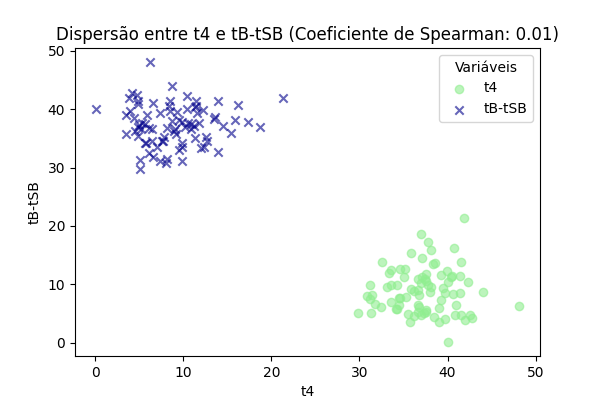 Dispersão entre t4 e tB-tSB (Coeficiente de Spearman: 0.01)
Variáveis
t4
tB-tSB
tB-tSB
50
40
30
20
10
0
0 10 20 30 40 50
t4